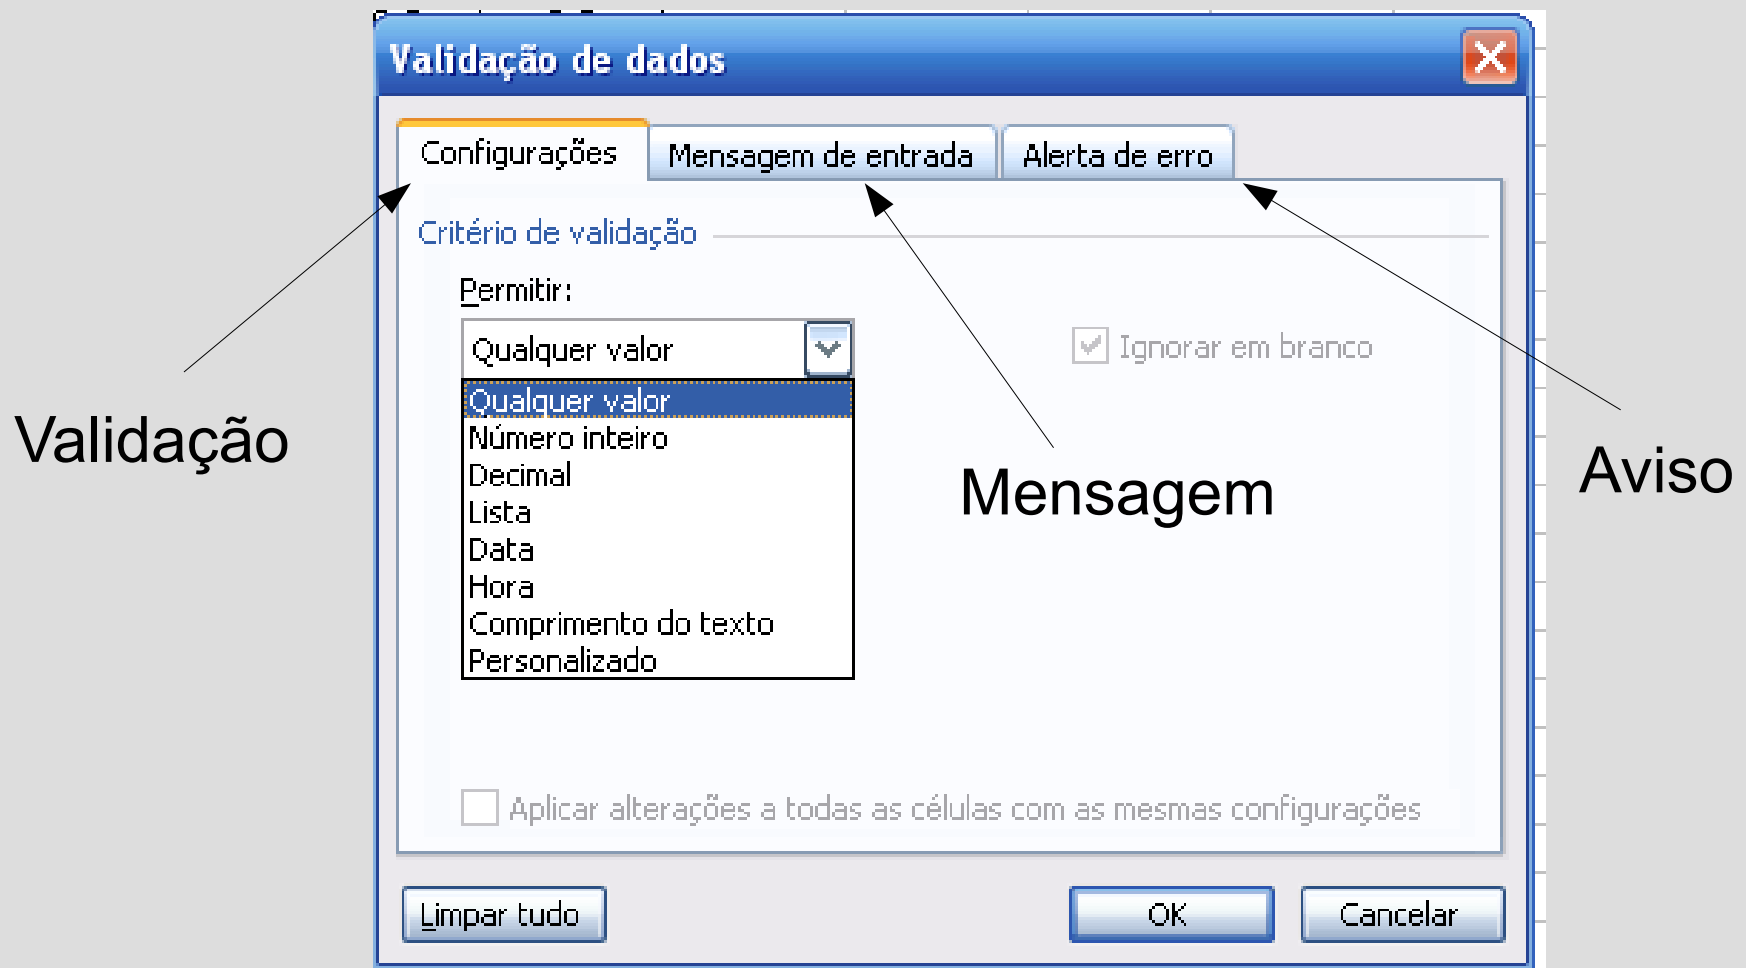 Validação de dados
Configurações
Mensagem de entrada
Alerta de erro
Critério de validação
Permitir:
Qualquer valor
Ignorar em branco
Qualquer valor
Número inteiro
Decimal
Lista
Data
Hora
Comprimento do texto
Personalizado
Validação
Mensagem
Aviso
Aplicar alterações a todas as células com as mesmas configurações
Limpar tudo
OK
Cancelar